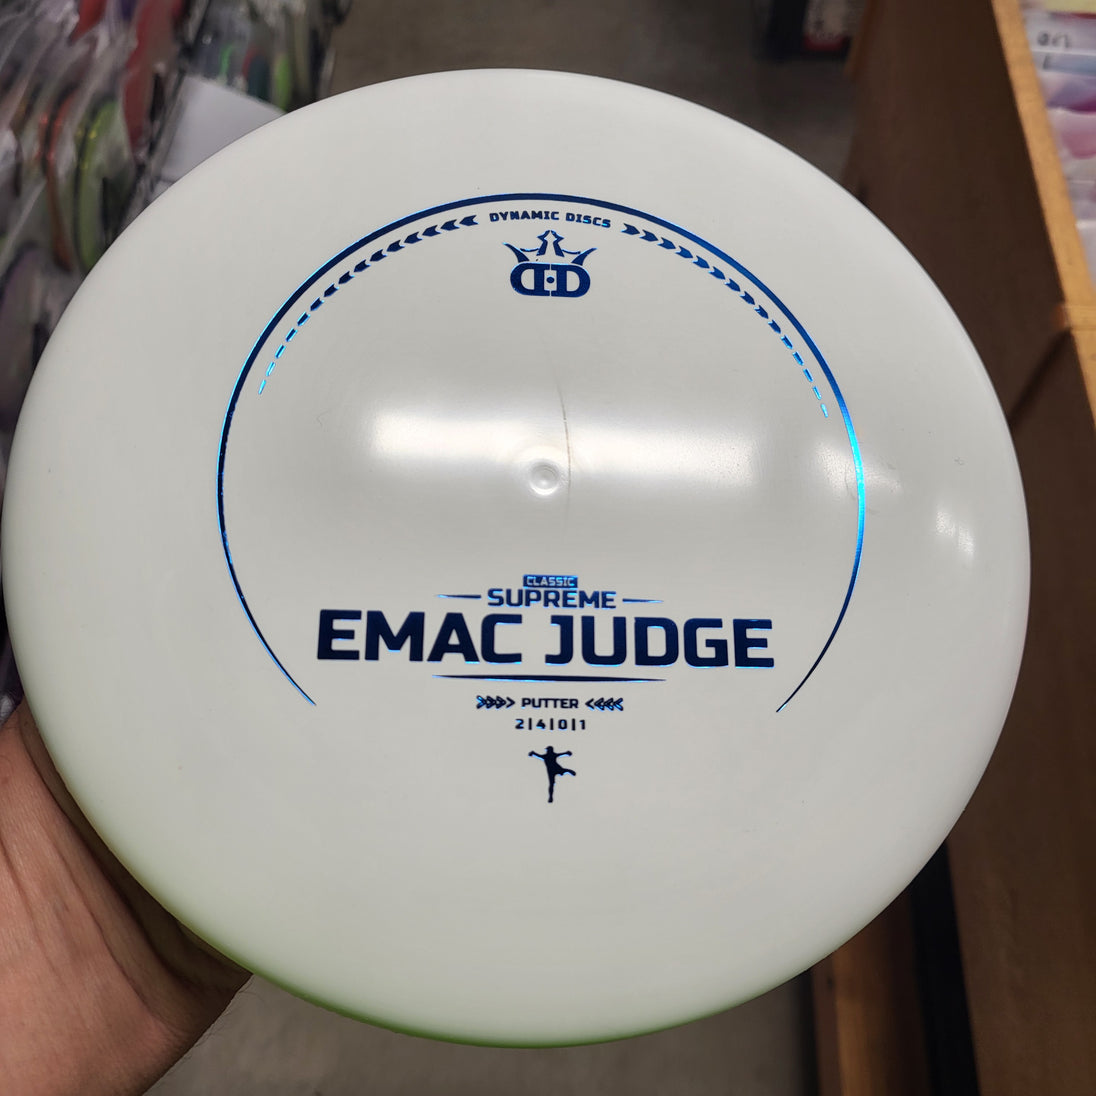 DYNAMIC DISCS
D·D
CLASSIC
SUPREME
EMAC JUDGE
PUTTER
2|4|0|1